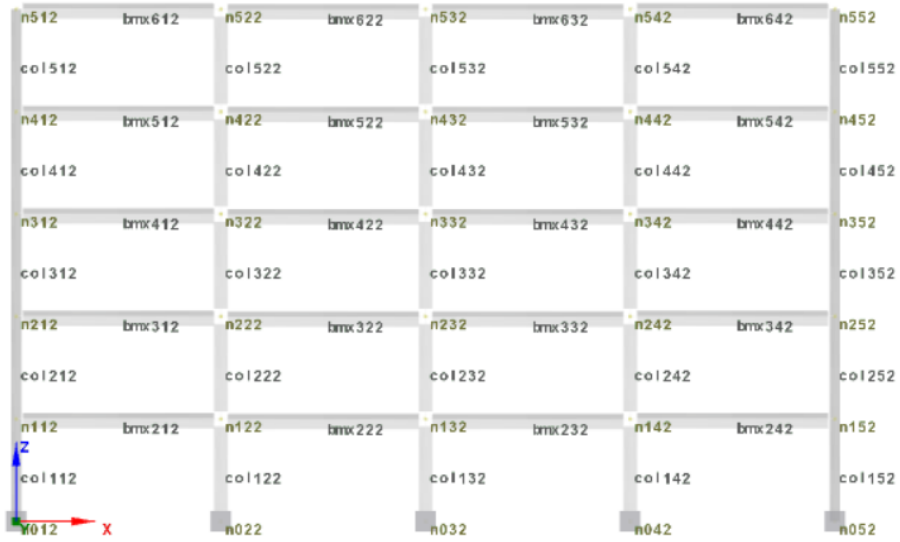 n512 bmx612 n522 bmx622 n532 bmx632 n542 bmx642 n552
col512 col522 col532 col542 col552
n412 bmx512 n422 bmx522 n432 bmx532 n442 bmx542 n452
col412 col422 col432 col442 col452
n312 bmx412 n322 bmx422 n332 bmx432 n342 bmx442 n352
col312 col322 col332 col342 col352
n212 bmx312 n222 bmx322 n232 bmx332 n242 bmx342 n252
col212 col222 col232 col242 col252
n112 bmx212 n122 bmx222 n132 bmx232 n142 bmx242 n152
Z
col112 col122 col132 col142 col152
X
n022 n032 n042 n052